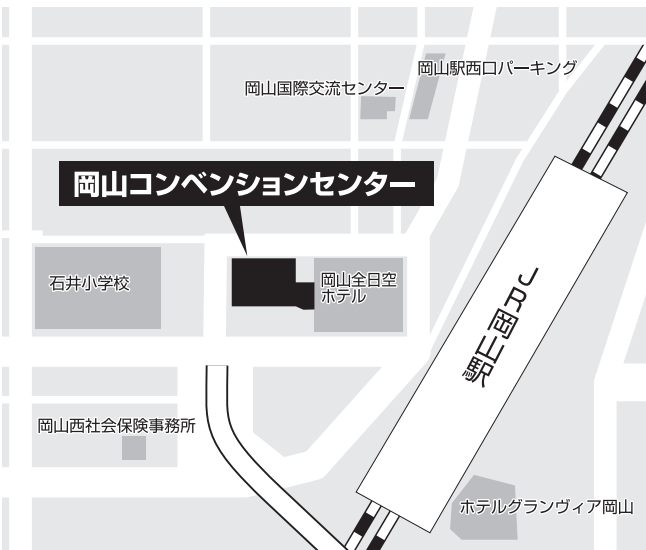 岡山駅西口パーキング
岡山国際交流センター
岡山コンベンションセンター
石井小学校
岡山全日空
ホテル
JR岡山駅
岡山西社会保険事務所
ホテルグランヴィア岡山